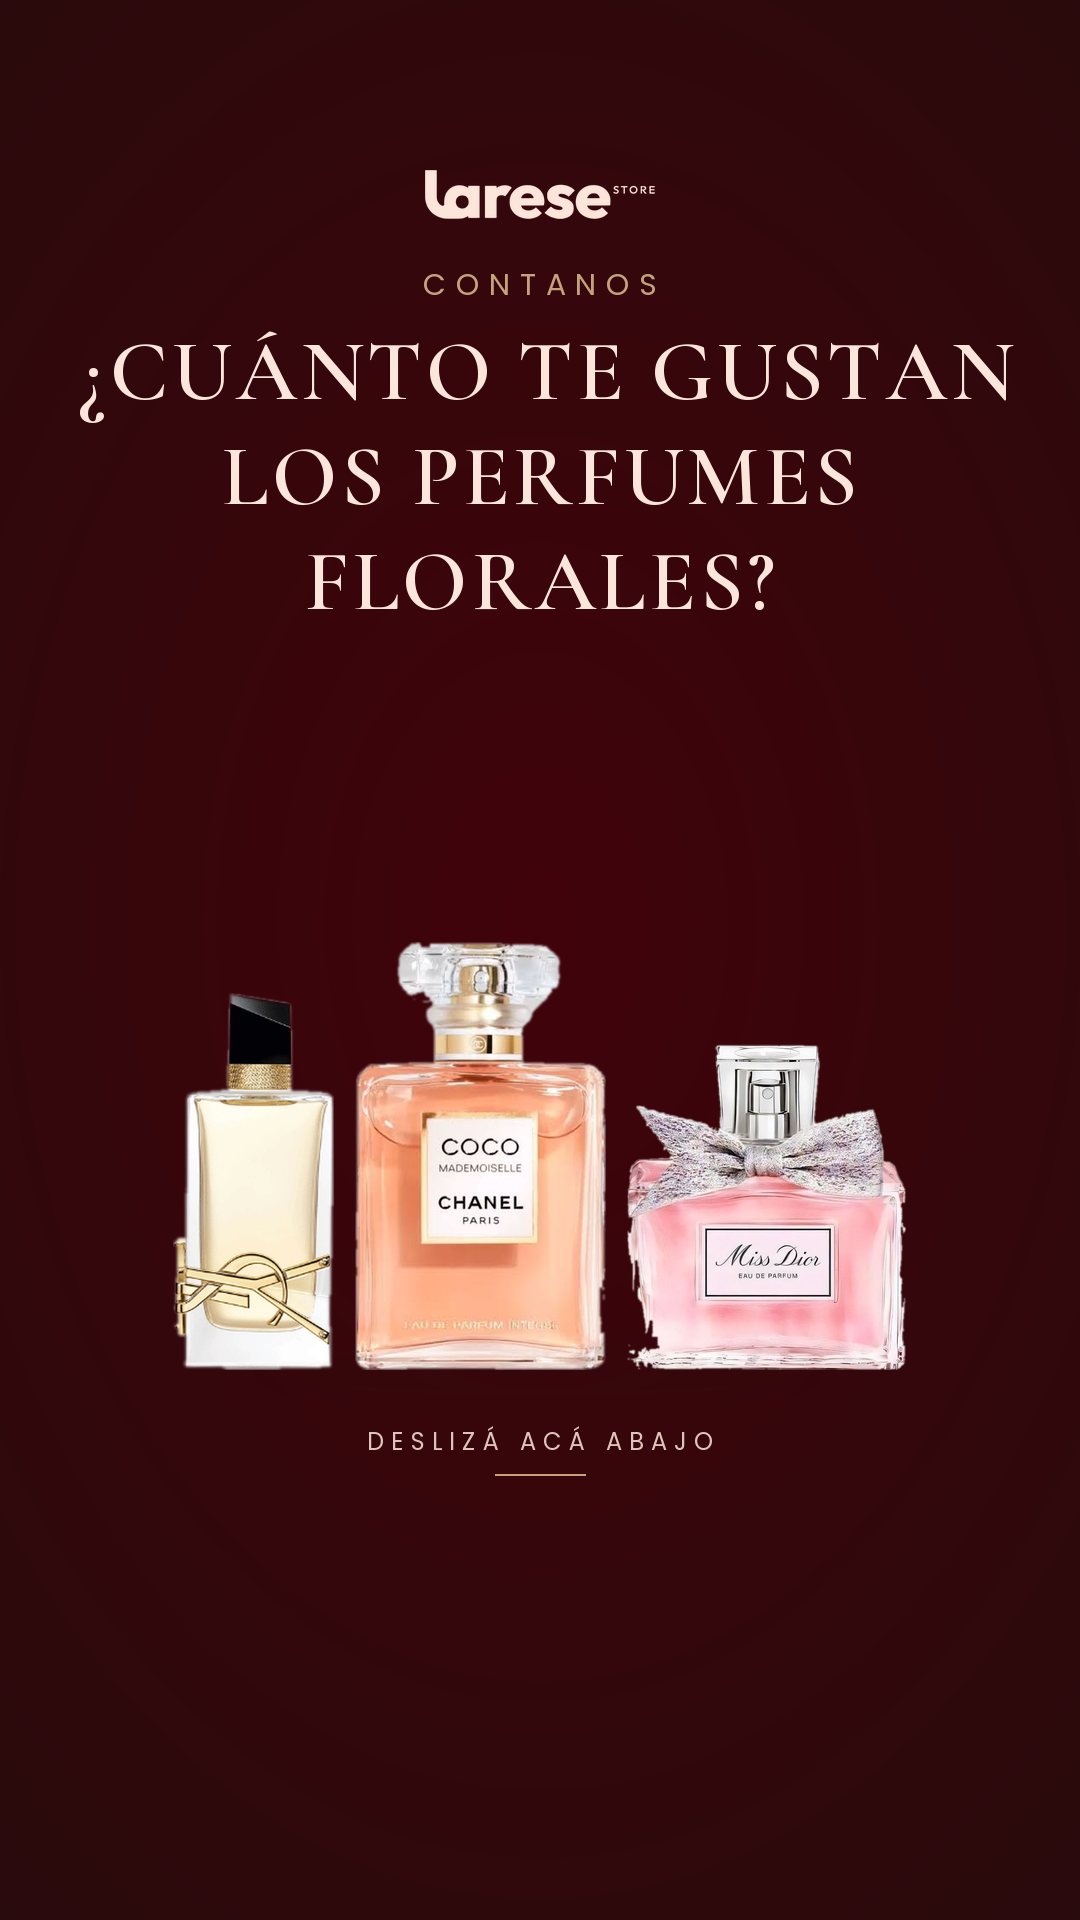 larese STORE
CONTANOS
¿CUÁNTO TE GUSTAN
LOS PERFUMES
FLORALES?
COCO
MADEMOISELLE
CHANEL
PARIS
EAU DE PARFUM INTENSE
Miss Dior
EAU DE PARFUM
DESLIZÁ ACÁ ABAJO